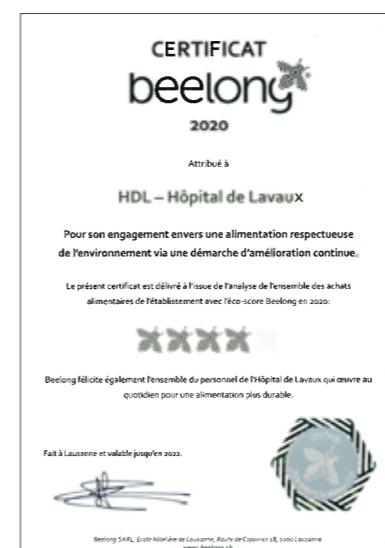 CERTIFICAT
beelong
2020
Attribué à
HDL – Hôpital de Lavaux
Pour son engagement envers une alimentation respectueuse
de l'environnement via une démarche d'amélioration continue.
Le présent certificat est délivré à l'issue de l'analyse de l'ensemble des achats
alimentaires de l'établissement avec l'éco-score Beelong en 2020:
Beelong félicite également l'ensemble du personnel de l'Hôpital de Lavaux qui œuvre au
quotidien pour une alimentation plus durable.
Fait à Lausanne et valable jusqu'en 2022.
Beelong SARL, Ecole hôtelière de Lausanne, Route de Cojonnex 18, 1000 Lausanne
www.beelong.ch